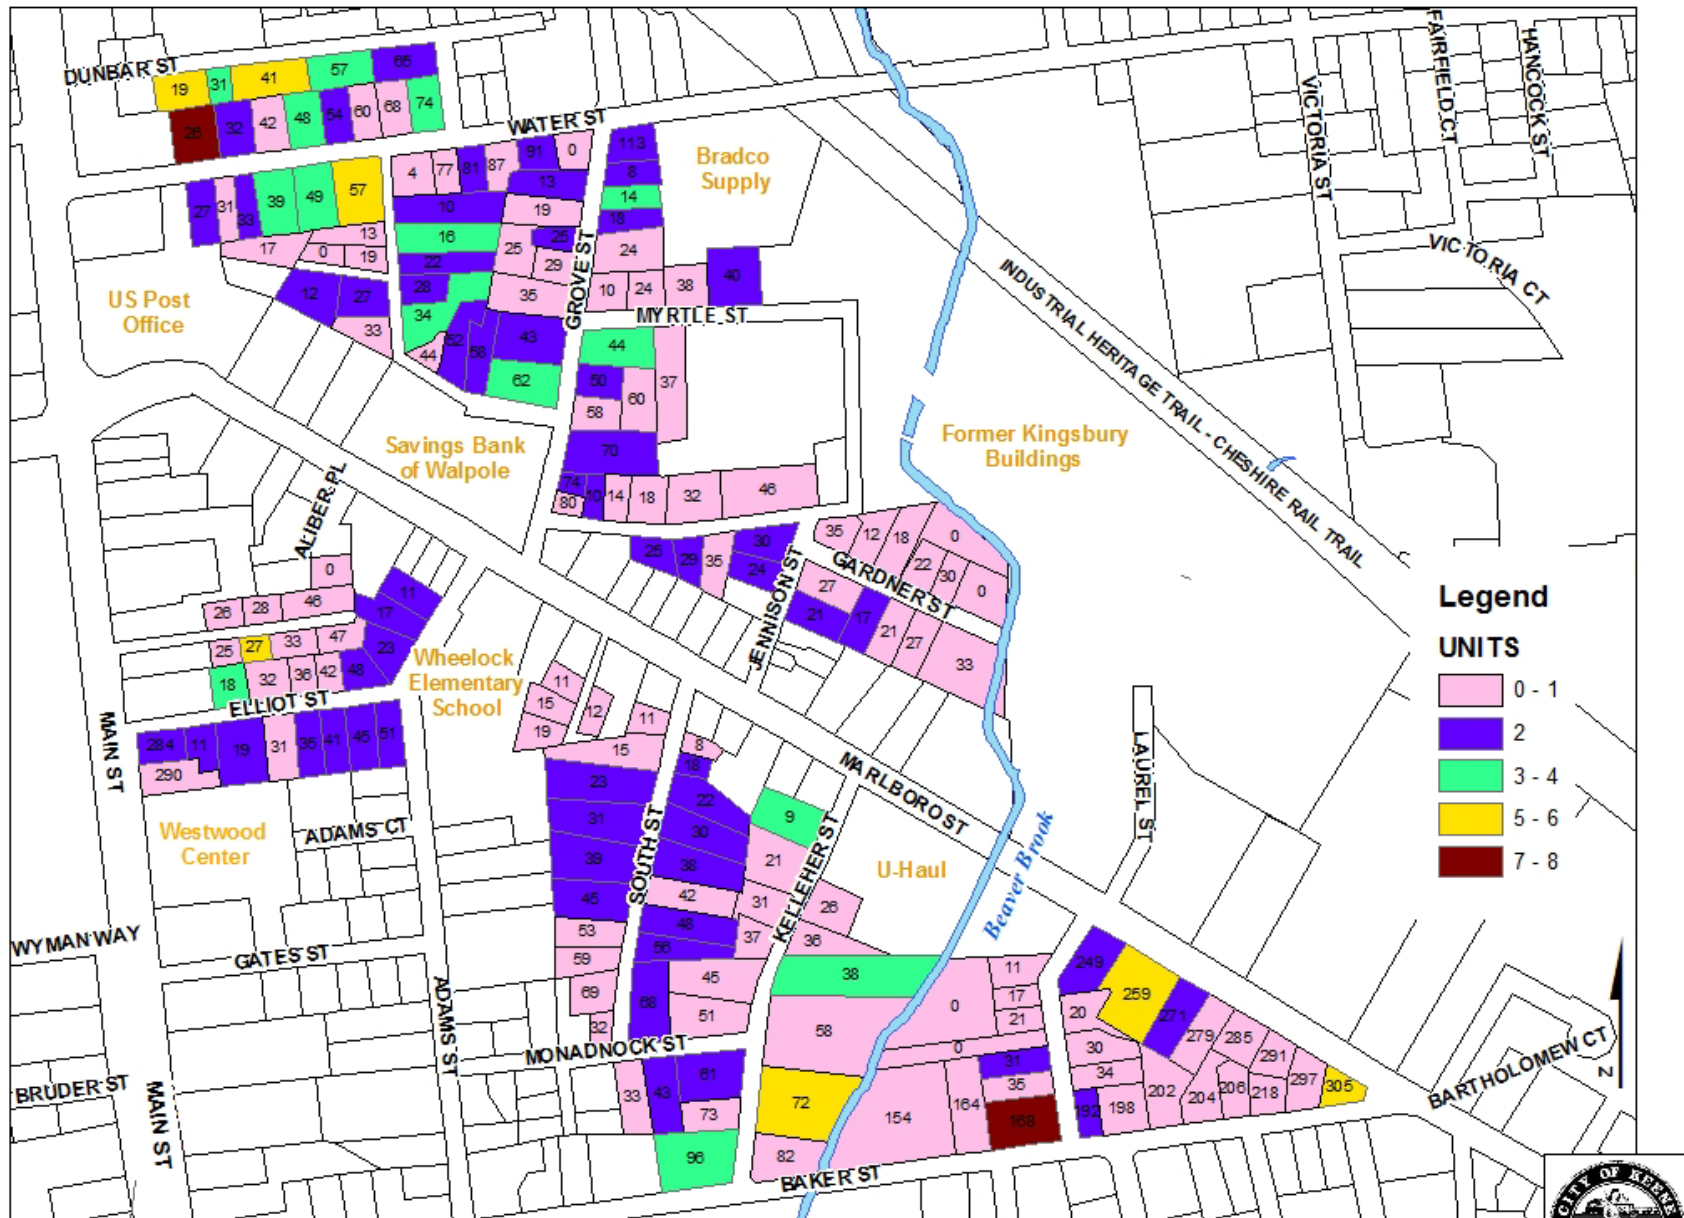 DUNBAR ST
19 31 41 57 65
26 32 42 48 54 60 68 74
WATER ST
27 31 33 39 49 57
4 77 81 87 91 0
113
8
14
18
13
10
19
16
25 25
22
29
28
35
34
44 52 58 43
62
17 0 13
19
12 27
33
24
10 24 38 40
Bradco
Supply
US Post
Office
GROVE ST
MYRTLE ST
44
50
58 60 37
70
74
80 10 14 18 32 46
Savings Bank
of Walpole
Former Kingsbury
Buildings
INDUSTRIAL HERITAGE TRAIL - CHESHIRE RAIL TRAIL
VICTORIA ST
FAIRFIELD CT
HANCOCK ST
VICTORIA CT
ALIBER PL
0
26 28 46
25 27 33 47
18 32 36 42 48
11
17
23
ELLIOT ST
284 11 19 31 35 41 45 51
290
Wheelock
Elementary
School
25 29 35 30
24
JENNISON ST
35 12 18 0
22 30 0
GARDNER ST
27
21 17 21 27 33
MAIN ST
Westwood
Center
ADAMS CT
WYMAN WAY
GATES ST
ADAMS ST
BRUDER ST
MAIN ST
11
15
19
12
11
15
23
31
39
45
53
59
69
32
SOUTH ST
8
18
22
30
38
42
48
56
68
45
51
9
21
31
37
KELLEHER ST
26
36
38
58
72
82
MONADNOCK ST
33 43 61
73
96
BAKER ST
MARLBORO ST
U-Haul
Beaver Brook
LAUREL ST
0
11
17
21
0
31
35
154 164 168
249 259 271 279 285 291 297 305
20
30
34
192 198 202 204 206 218
BARTHOLOMEW CT
Legend
UNITS
0 - 1
2
3 - 4
5 - 6
7 - 8
N
CITY OF KEENE